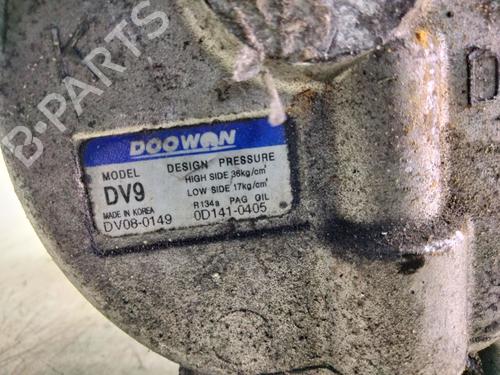 B-PARTS
DOOWON
MODEL DESIGN PRESSURE
DV9 HIGH SIDE 36kg/cm²
LOW SIDE 17kg/cm²
MADE IN KOREA R134a PAG OIL
DV08-0149 0D141-0405
D